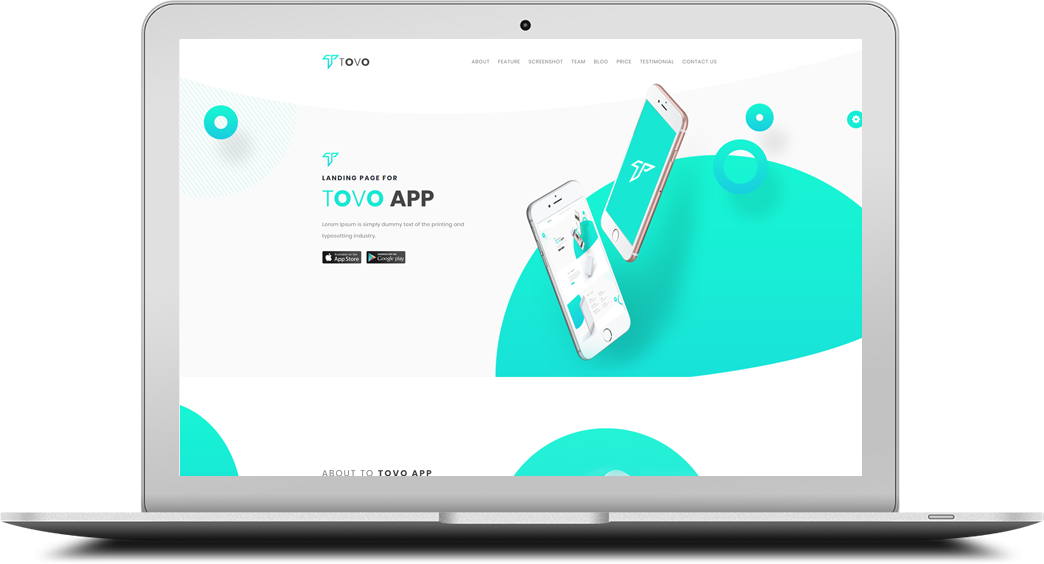 TOVO
ABOUT FEATURE SCREENSHOT TEAM BLOG PRICE TESTIMONIAL CONTACT US
LANDING PAGE FOR
TOVO APP
Lorem Ipsum is simply dummy text of the printing and
typesetting industry.
App Store
Google play
ABOUT TO TOVO APP